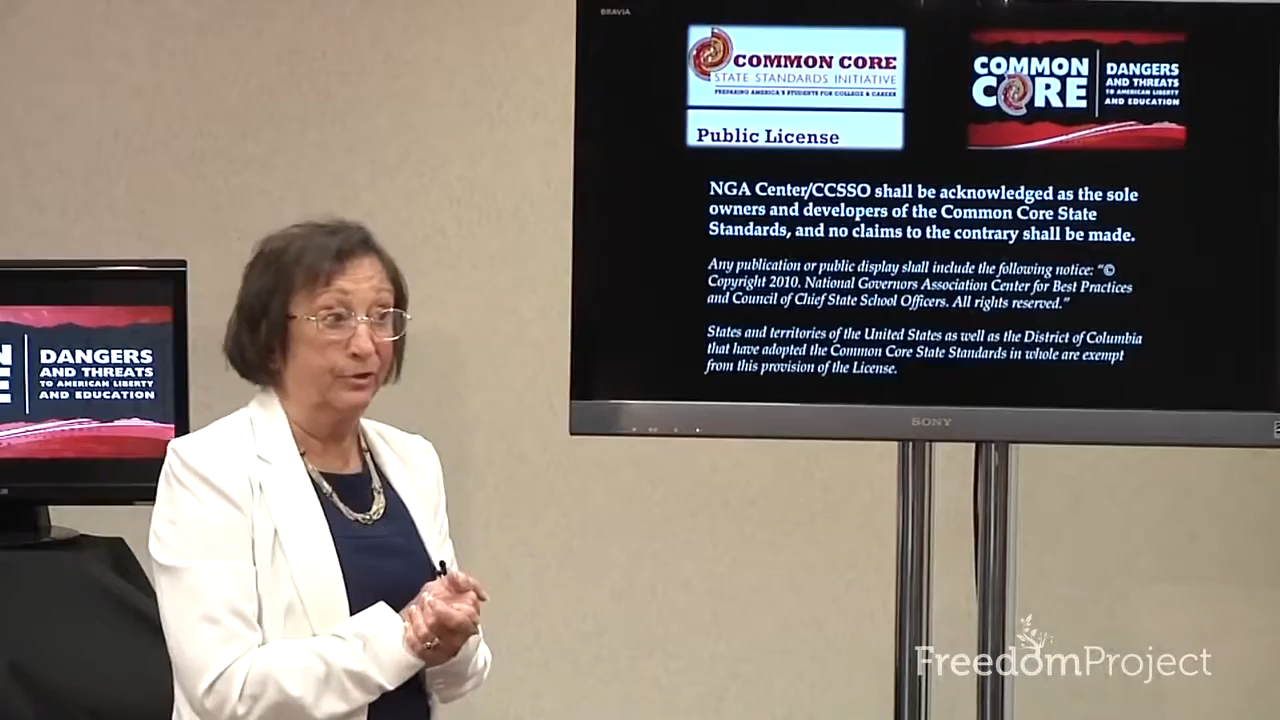 BRAVIA
COMMON CORE
STATE STANDARDS INITIATIVE
PREPARING AMERICA'S STUDENTS FOR COLLEGE & CAREER
Public License
COMMON
CORE
DANGERS
AND THREATS
TO AMERICAN LIBERTY
AND EDUCATION
NGA Center/CCSSO shall be acknowledged as the sole
owners and developers of the Common Core State
Standards, and no claims to the contrary shall be made.
Any publication or public display shall include the following notice: “©
Copyright 2010. National Governors Association Center for Best Practices
and Council of Chief State School Officers. All rights reserved.”
States and territories of the United States as well as the District of Columbia
that have adopted the Common Core State Standards in whole are exempt
from this provision of the License.
SONY
N
E
DANGERS
AND THREATS
TO AMERICAN LIBERTY
AND EDUCATION
FreedomProject